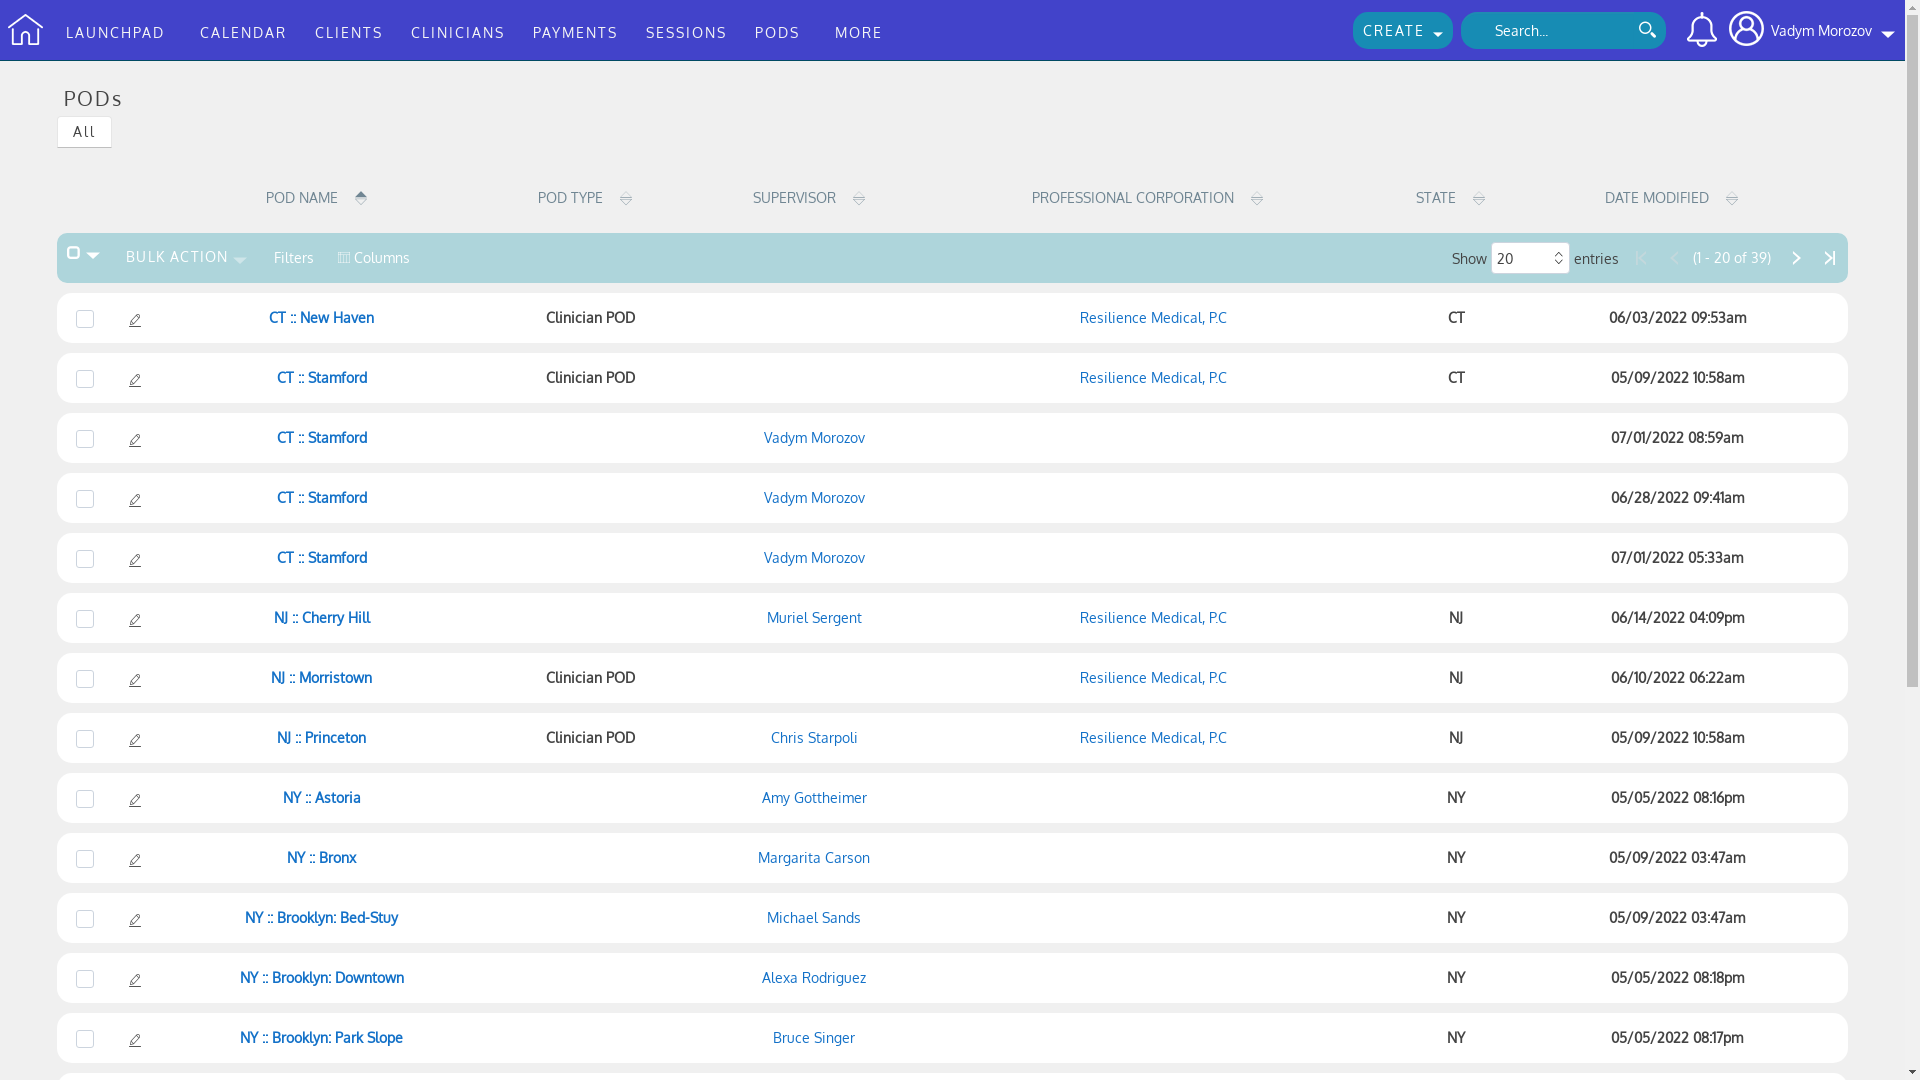 LAUNCHPAD CALENDAR CLIENTS CLINICIANS PAYMENTS SESSIONS PODS MORE CREATE Search... Vadym Morozov
PODs
All
POD NAME POD TYPE SUPERVISOR PROFESSIONAL CORPORATION STATE DATE MODIFIED
BULK ACTION Filters Columns Show 20 entries (1 - 20 of 39)
CT :: New Haven Clinician POD Resilience Medical, P.C CT 06/03/2022 09:53am
CT :: Stamford Clinician POD Resilience Medical, P.C CT 05/09/2022 10:58am
CT :: Stamford Vadym Morozov 07/01/2022 08:59am
CT :: Stamford Vadym Morozov 06/28/2022 09:41am
CT :: Stamford Vadym Morozov 07/01/2022 05:33am
NJ :: Cherry Hill Muriel Sergent Resilience Medical, P.C NJ 06/14/2022 04:09pm
NJ :: Morristown Clinician POD Resilience Medical, P.C NJ 06/10/2022 06:22am
NJ :: Princeton Clinician POD Chris Starpoli Resilience Medical, P.C NJ 05/09/2022 10:58am
NY :: Astoria Amy Gottheimer NY 05/05/2022 08:16pm
NY :: Bronx Margarita Carson NY 05/09/2022 03:47am
NY :: Brooklyn: Bed-Stuy Michael Sands NY 05/09/2022 03:47am
NY :: Brooklyn: Downtown Alexa Rodriguez NY 05/05/2022 08:18pm
NY :: Brooklyn: Park Slope Bruce Singer NY 05/05/2022 08:17pm